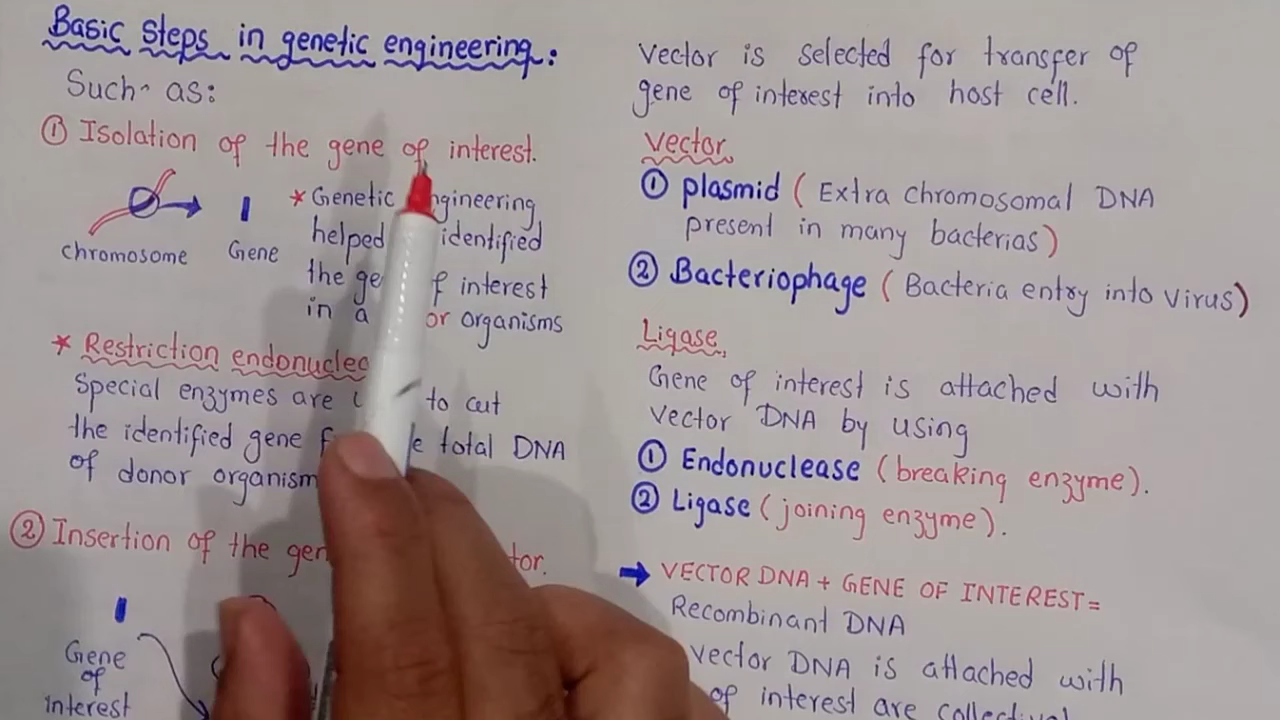 Basic Steps in genetic engineering:
Such as:
① Isolation of the gene of interest.
chromosome
Gene
* Genetic
helped identified
the of interest
in a organisms
* Restriction
Special enzymes are to cut
the identified gene total DNA
of donor organism
② Insertion of the
Gene
of
interest
Vector is selected for transfer of
gene of interest into host cell.
Vector
① plasmid ( Extra chromosomal DNA
present in many bacterias)
② Bacteriophage ( Bacteria entry into virus)
Ligase,
Gene of interest is attached with
vector DNA by using
① Endonuclease (breaking enzyme).
② Ligase (joining enzyme).
→ VECTOR DNA + GENE OF INTEREST =
Recombinant DNA
vector DNA is attached with
of interest are